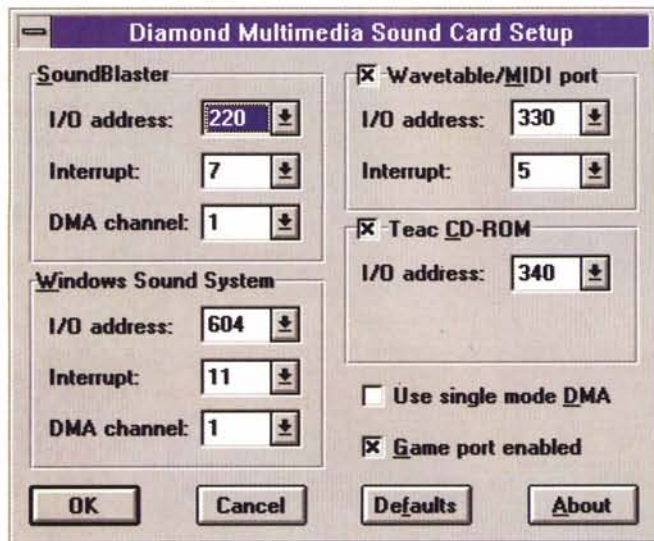 Diamond Multimedia Sound Card Setup
SoundBlaster
I/O address: 220
Interrupt: 7
DMA channel: 1
Windows Sound System
I/O address: 604
Interrupt: 11
DMA channel: 1
Wavetable/MIDI port
I/O address: 330
Interrupt: 5
Teac CD-ROM
I/O address: 340
Use single mode DMA
Game port enabled
OK
Cancel
Defaults
About